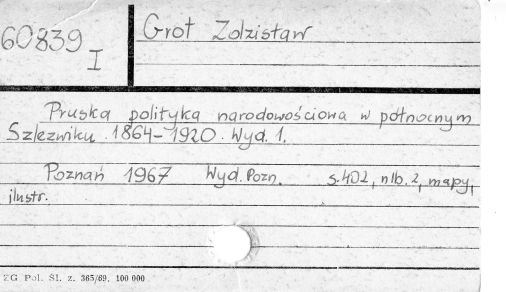 60839
I
Grot Zdzisław
Pruska polityka narodowościowa w północnym
Szlezwiku 1864-1920. Wyd. 1.
Poznań 1967 Wyd. Pozn. s. 402, nlb. 2, mapy,
ilustr.
ZG Pol. Śl. z. 365/69. 100 000